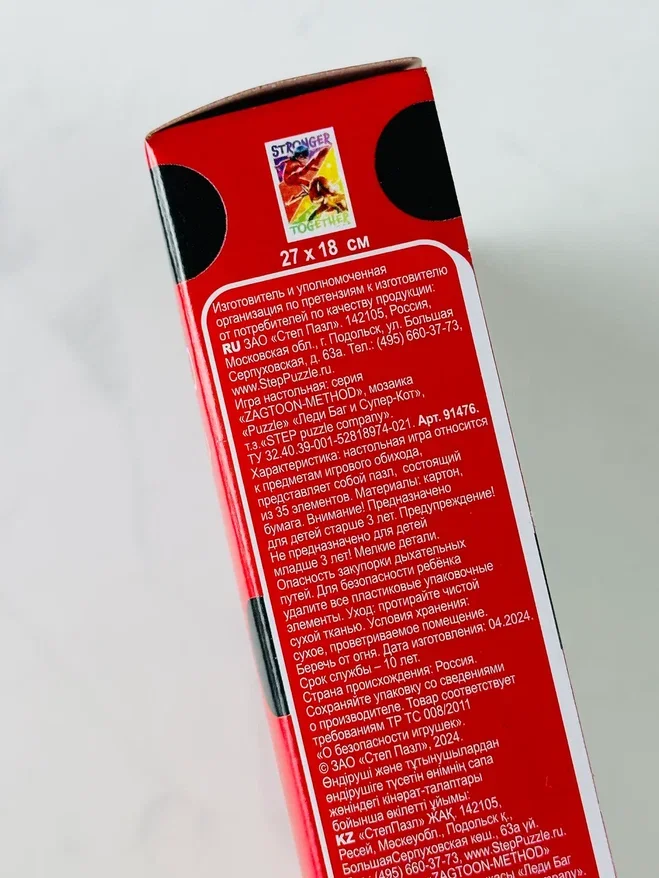 STRONGER
TOGETHER
27 x 18 см
Изготовитель и уполномоченная
организация по претензиям к изготовителю
от потребителей по качеству продукции:
RU ЗАО «Степ Пазл». 142105, Россия,
Московская обл., г. Подольск, ул. Большая
Серпуховская, д. 63а. Тел.: (495) 660-37-73,
www.StepPuzzle.ru.
Игра настольная: серия
«ZAGTOON-METHOD», мозаика
«Puzzle» «Леди Баг и Супер-Кот»,
т.з.«STEP puzzle company».
ТУ 32.40.39-001-52818974-021. Арт. 91476.
Характеристика: настольная игра относится
к предметам игрового обихода,
представляет собой пазл, состоящий
из 35 элементов. Материалы: картон,
бумага. Внимание! Предназначено
для детей старше 3 лет. Предупреждение!
Не предназначено для детей
младше 3 лет! Мелкие детали.
Опасность закупорки дыхательных
путей. Для безопасности ребёнка
удалите все пластиковые упаковочные
элементы. Уход: протирайте чистой
сухой тканью. Условия хранения:
сухое, проветриваемое помещение.
Беречь от огня. Дата изготовления: 04.2024.
Срок службы – 10 лет.
Страна происхождения: Россия.
Сохраняйте упаковку со сведениями
о производителе. Товар соответствует
требованиям ТР ТС 008/2011
«О безопасности игрушек».
© ЗАО «Степ Пазл», 2024.
Өндіруші және тұтынушылардан
өндірушіге түсетін өнімнің сапа
жөніндегі кінәрат-талаптары
бойынша өкілетті ұйымы:
KZ «СтепПазл» ЖАҚ. 142105,
Ресей, Мәскеуобл., Подольск қ.,
БольшаяСерпуховская көш., 63а үй.
(495) 660-37-73, www.StepPuzzle.ru.
ZAGTOON-METHOD»
«Леди Баг